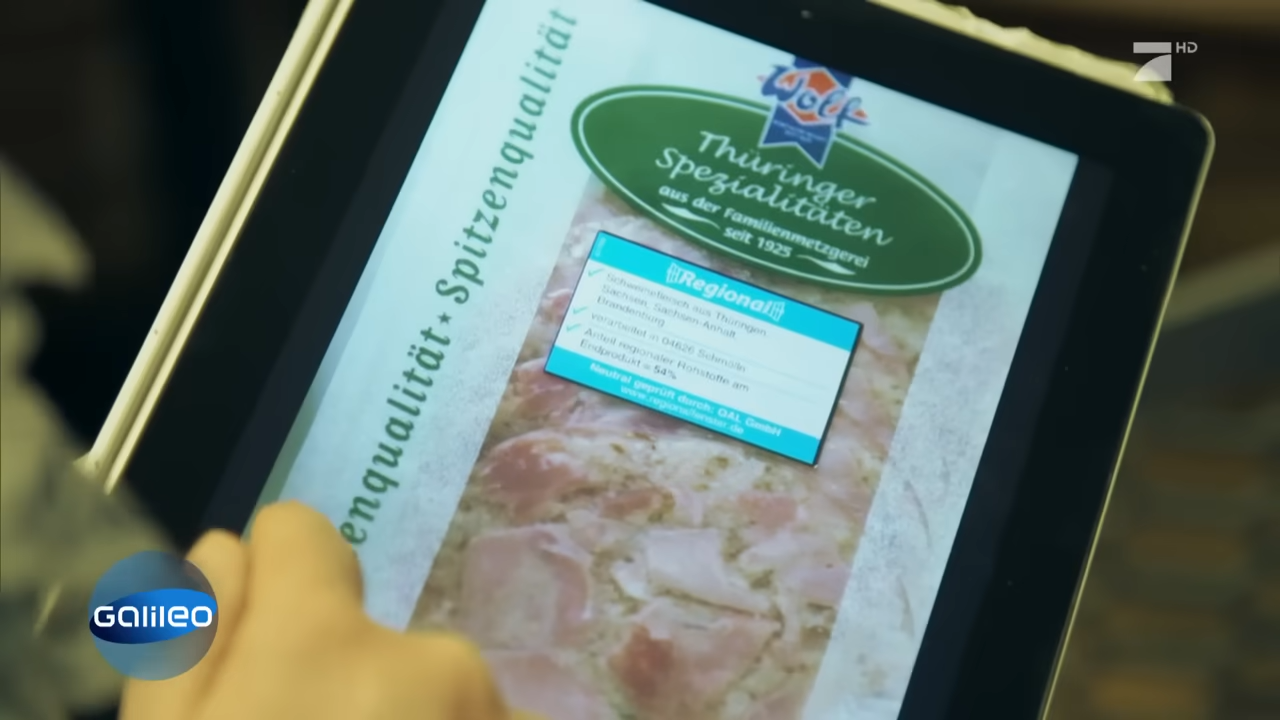 HD
Spitzenqualität
enqualität ★ Spitzenqualität
Wolf
Thüringer
Spezialitäten
aus der Familienmetzgerei
seit 1925
Regional
Schweinefleisch aus Thüringen,
Sachsen, Sachsen-Anhalt,
Brandenburg
verarbeitet in 04626 Schmölln
Anteil regionaler Rohstoffe am
Endprodukt = 54%
Neutral geprüft durch: QAL GmbH
www.regionalfenster.de
Galileo